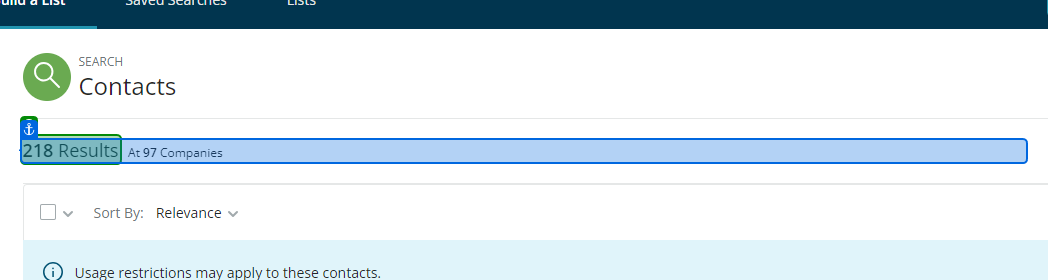 Build a List Saved Searches Lists
SEARCH
Contacts
218 Results At 97 Companies
Sort By: Relevance
Usage restrictions may apply to these contacts.